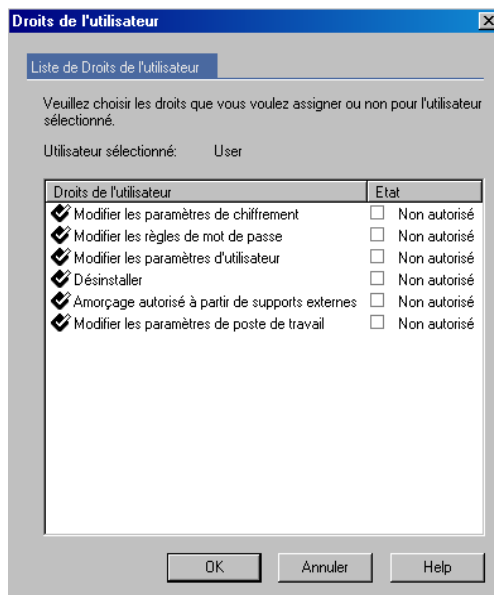 Droits de l'utilisateur
Liste de Droits de l'utilisateur
Veuillez choisir les droits que vous voulez assigner ou non pour l'utilisateur
sélectionné.
Utilisateur sélectionné: User
Droits de l'utilisateur Etat
Modifier les paramètres de chiffrement Non autorisé
Modifier les règles de mot de passe Non autorisé
Modifier les paramètres d'utilisateur Non autorisé
Désinstaller Non autorisé
Amorçage autorisé à partir de supports externes Non autorisé
Modifier les paramètres de poste de travail Non autorisé
OK Annuler Help